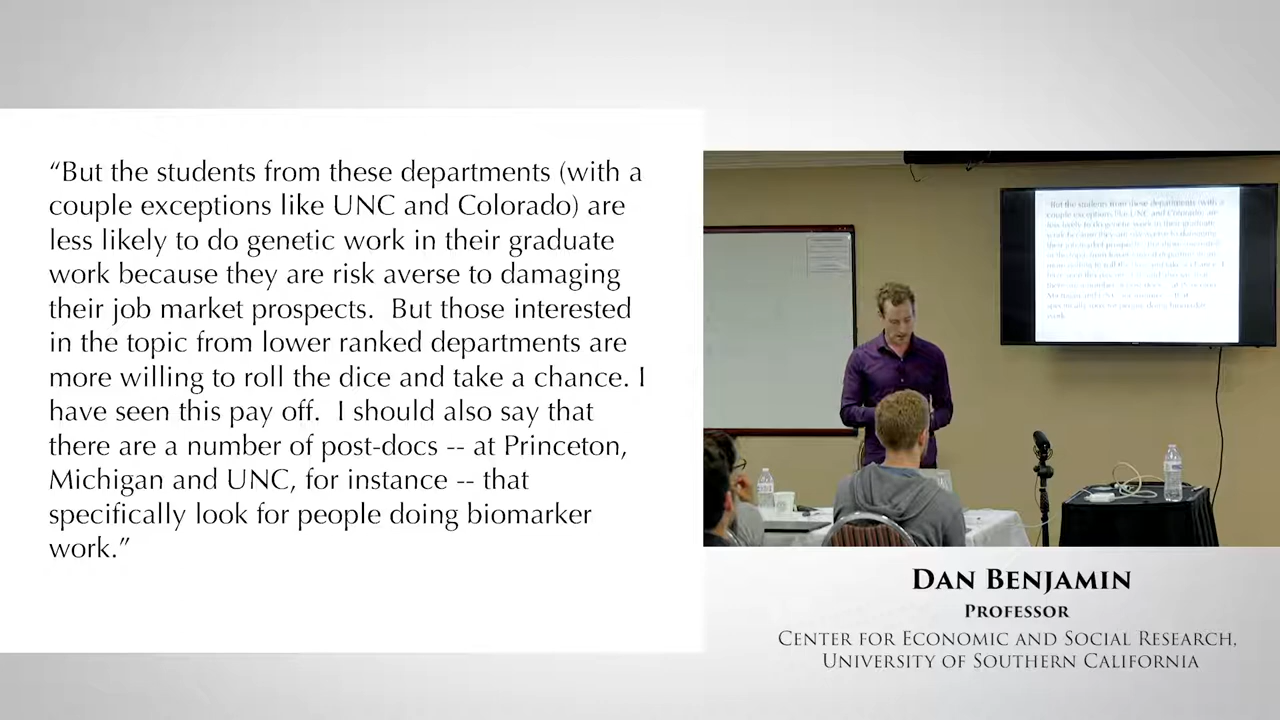 “But the students from these departments (with a
couple exceptions like UNC and Colorado) are
less likely to do genetic work in their graduate
work because they are risk averse to damaging
their job market prospects.  But those interested
in the topic from lower ranked departments are
more willing to roll the dice and take a chance. I
have seen this pay off.  I should also say that
there are a number of post-docs -- at Princeton,
Michigan and UNC, for instance -- that
specifically look for people doing biomarker
work.”
DAN BENJAMIN
PROFESSOR
CENTER FOR ECONOMIC AND SOCIAL RESEARCH,
UNIVERSITY OF SOUTHERN CALIFORNIA